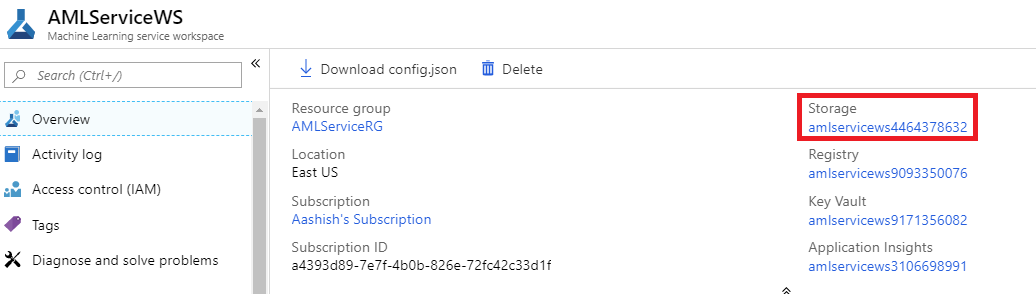 AMLServiceWS
Machine Learning service workspace
Search (Ctrl+/)
Overview
Activity log
Access control (IAM)
Tags
Diagnose and solve problems
Download config.json
Delete
Resource group
AMLServiceRG
Location
East US
Subscription
Aashish's Subscription
Subscription ID
a4393d89-7e7f-4b0b-826e-72fc42c33d1f
Storage
amlservicews4464378632
Registry
amlservicews9093350076
Key Vault
amlservicews9171356082
Application Insights
amlservicews3106698991